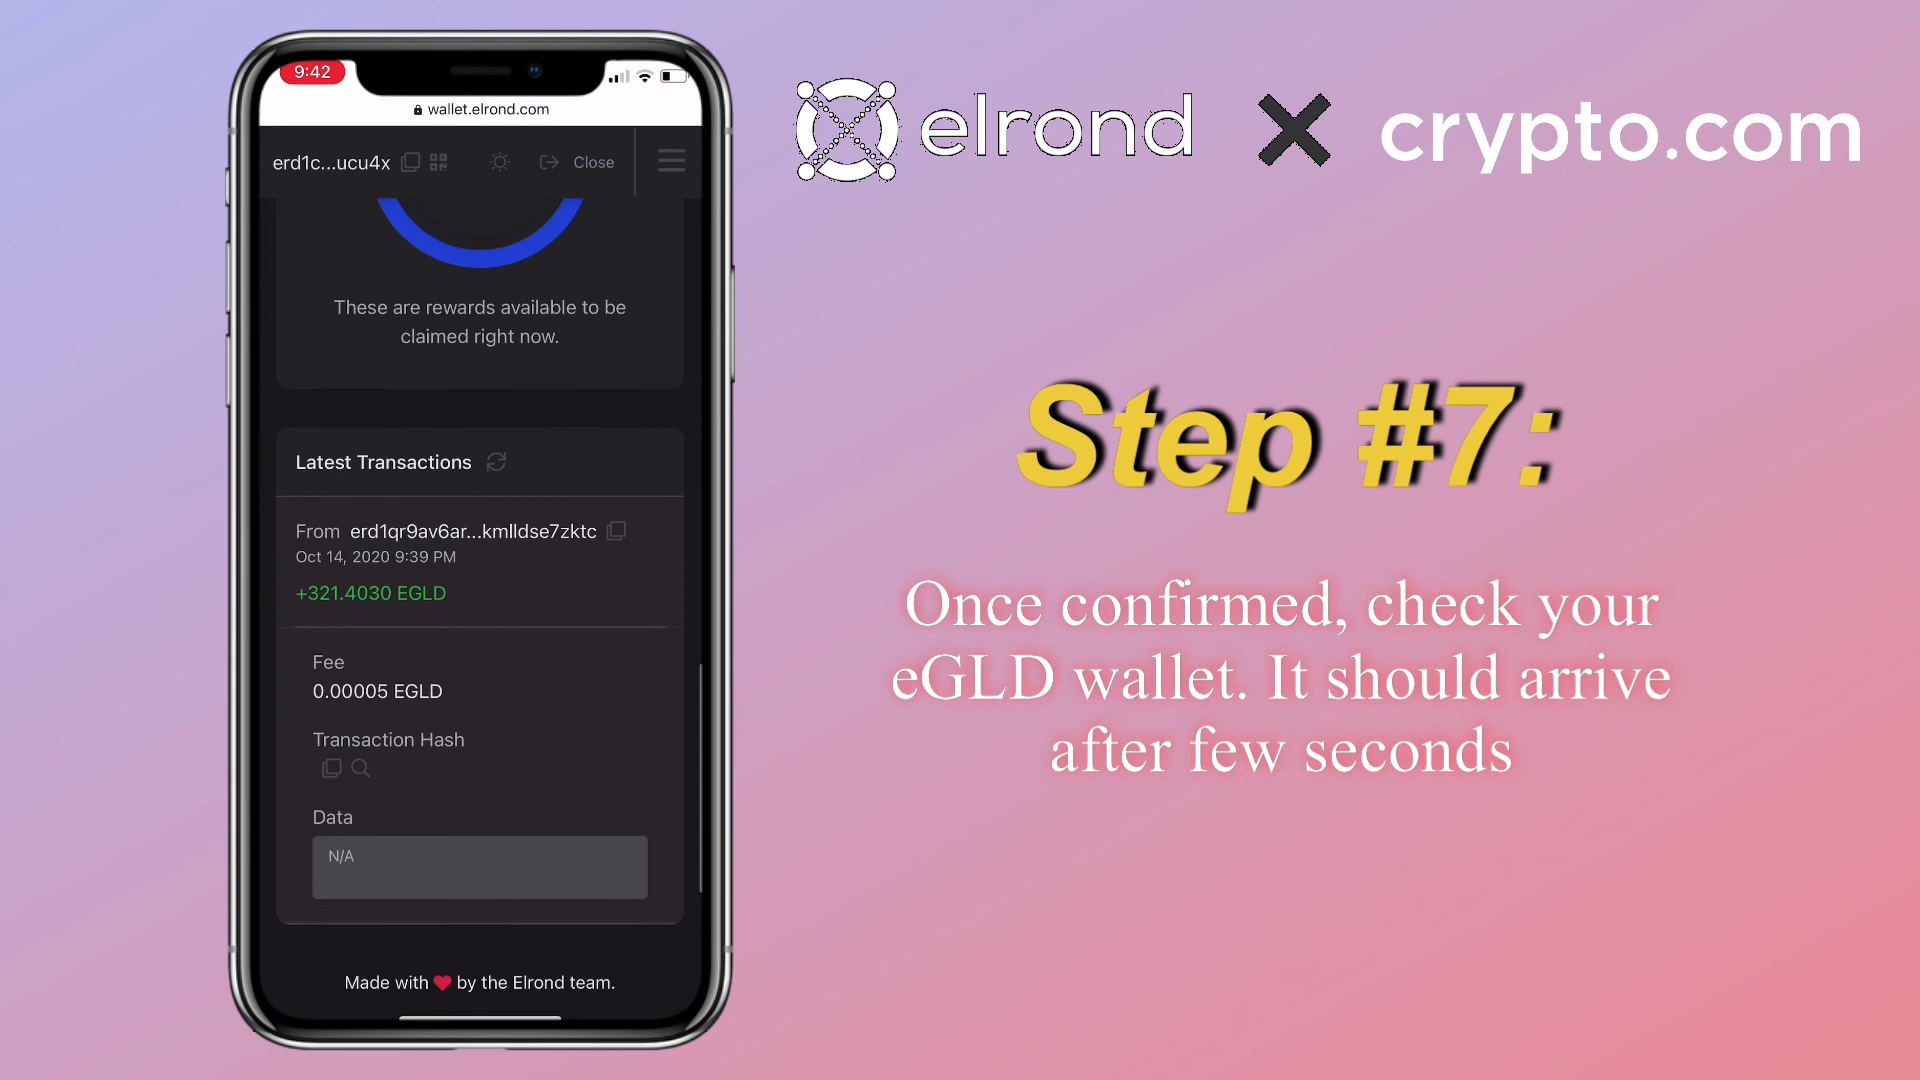 9:42
wallet.elrond.com
erd1c...ucu4x
Close
These are rewards available to be
claimed right now.
Latest Transactions
From erd1qr9av6ar...kmlldse7zktc
Oct 14, 2020 9:39 PM
+321.4030 EGLD
Fee
0.00005 EGLD
Transaction Hash
Data
N/A
Made with ❤ by the Elrond team.
elrond ✖ crypto.com
Step #7:
Once confirmed, check your
eGLD wallet. It should arrive
after few seconds